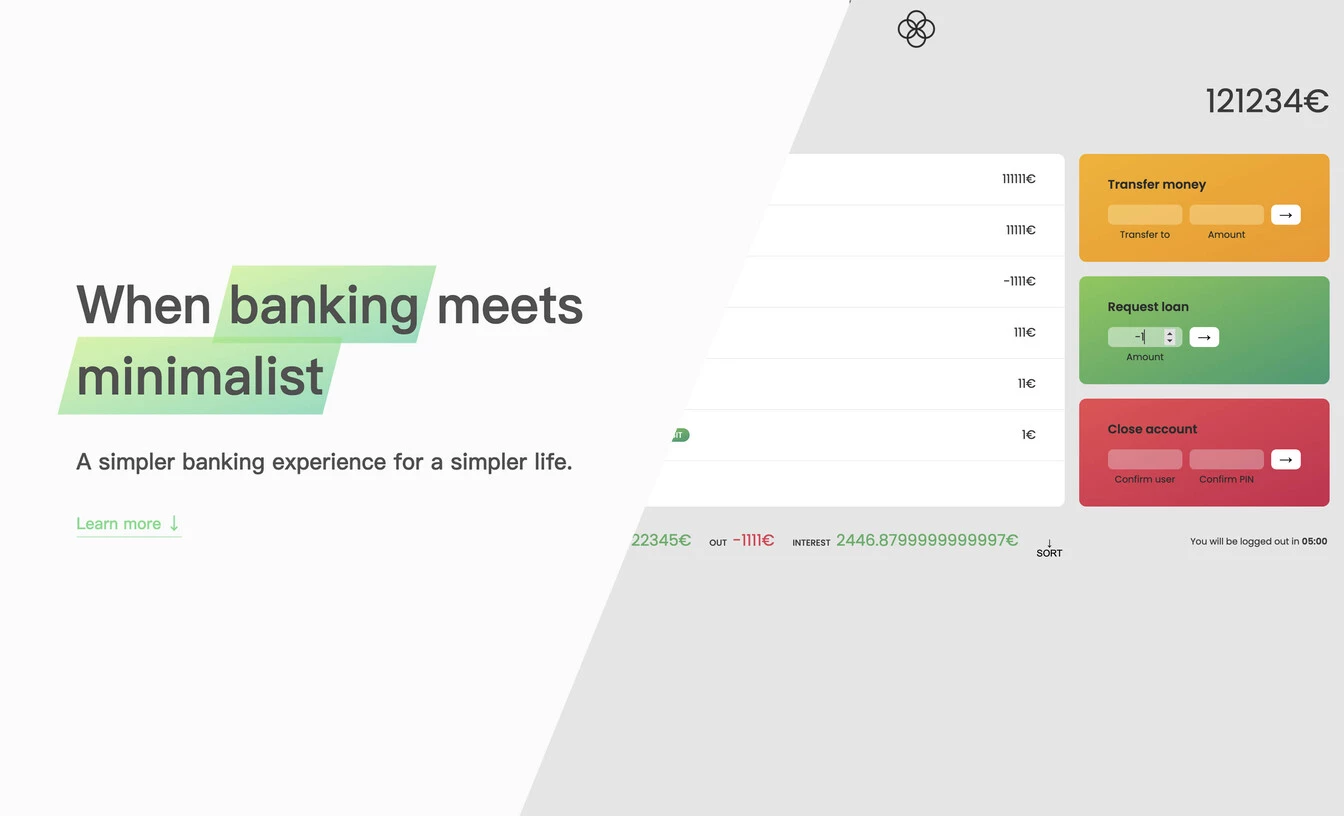 When banking meets
minimalist
A simpler banking experience for a simpler life.
Learn more ↓
121234€
111111€
11111€
-1111€
111€
11€
1€
22345€ OUT -1111€ INTEREST 2446.8799999999997€ ↓ SORT
Transfer money
→
Transfer to Amount
Request loan
-1 →
Amount
Close account
→
Confirm user Confirm PIN
You will be logged out in 05:00